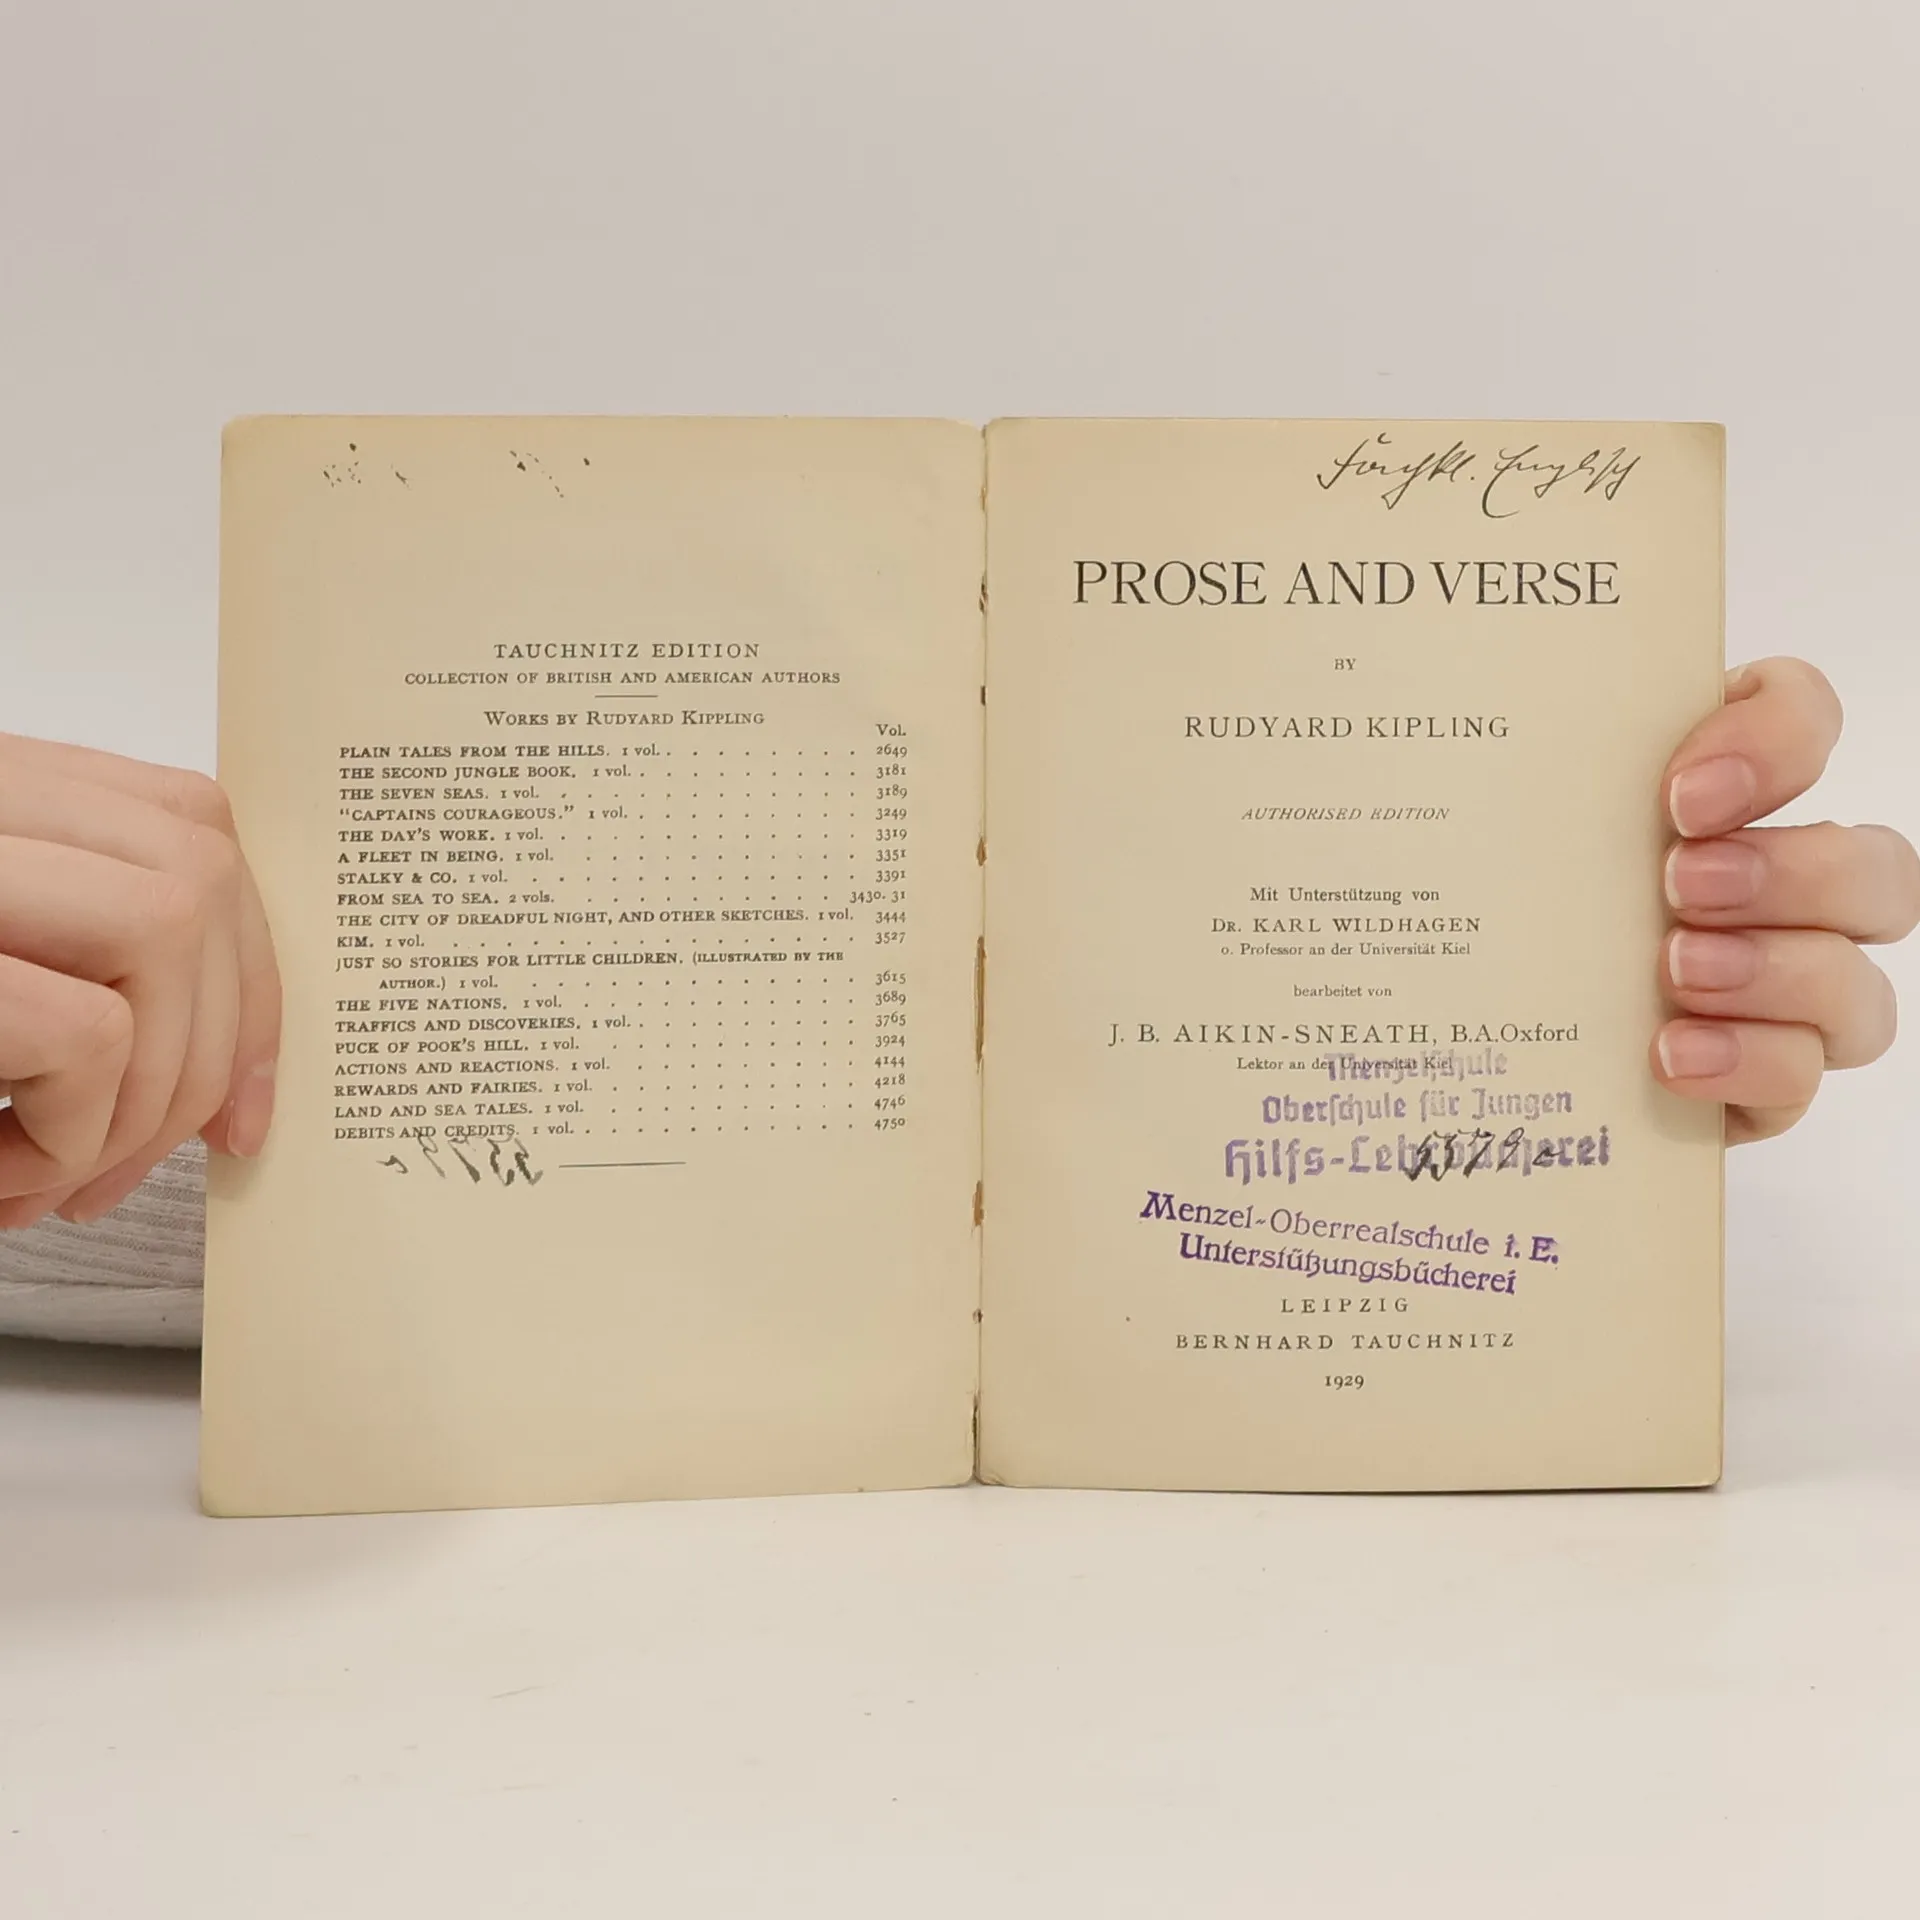 TAUCHNITZ EDITION
COLLECTION OF BRITISH AND AMERICAN AUTHORS
WORKS BY RUDYARD KIPPLING
Vol.
PLAIN TALES FROM THE HILLS. 1 vol. . . . . . . . . 2649
THE SECOND JUNGLE BOOK. 1 vol. . . . . . . . . . 3181
THE SEVEN SEAS. 1 vol. . . . . . . . . . . . . 3189
"CAPTAINS COURAGEOUS." 1 vol. . . . . . . . . . 3249
THE DAY'S WORK. 1 vol. . . . . . . . . . . . . 3319
A FLEET IN BEING. 1 vol. . . . . . . . . . . . 3351
STALKY & CO. 1 vol. . . . . . . . . . . . . . 3391
FROM SEA TO SEA. 2 vols. . . . . . . . . . . 3430. 31
THE CITY OF DREADFUL NIGHT, AND OTHER SKETCHES. 1 vol. 3444
KIM. 1 vol. . . . . . . . . . . . . . . . . 3527
JUST SO STORIES FOR LITTLE CHILDREN. (ILLUSTRATED BY THE
AUTHOR.) 1 vol. . . . . . . . . . . . . . 3615
THE FIVE NATIONS. 1 vol. . . . . . . . . . . . 3689
TRAFFICS AND DISCOVERIES. 1 vol. . . . . . . . . . 3765
PUCK OF POOK'S HILL. 1 vol. . . . . . . . . . . 3924
ACTIONS AND REACTIONS. 1 vol. . . . . . . . . . 4144
REWARDS AND FAIRIES. 1 vol. . . . . . . . . . . 4218
LAND AND SEA TALES. 1 vol. . . . . . . . . . . 4746
DEBITS AND CREDITS. 1 vol. . . . . . . . . . . . 4750
Englisch
PROSE AND VERSE
BY
RUDYARD KIPLING
AUTHORISED EDITION
Mit Unterstützung von
DR. KARL WILDHAGEN
o. Professor an der Universität Kiel
bearbeitet von
J. B. AIKIN-SNEATH, B.A.Oxford
Lektor an der Universität Kiel
Menzelschule
Oberschule für Jungen
Hilfs-Lehrbücherei
5579 a
Menzel-Oberrealschule i. E.
Unterstützungsbücherei
LEIPZIG
BERNHARD TAUCHNITZ
1929